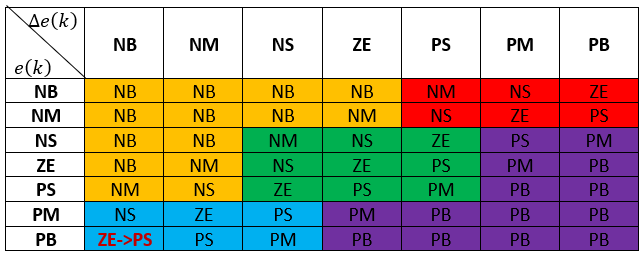 Δe(k)
e(k)
NB NM NS ZE PS PM PB
NB NB NB NB NB NM NS ZE
NM NB NB NB NM NS ZE PS
NS NB NB NM NS ZE PS PM
ZE NB NM NS ZE PS PM PB
PS NM NS ZE PS PM PB PB
PM NS ZE PS PM PB PB PB
PB ZE->PS PS PM PB PB PB PB